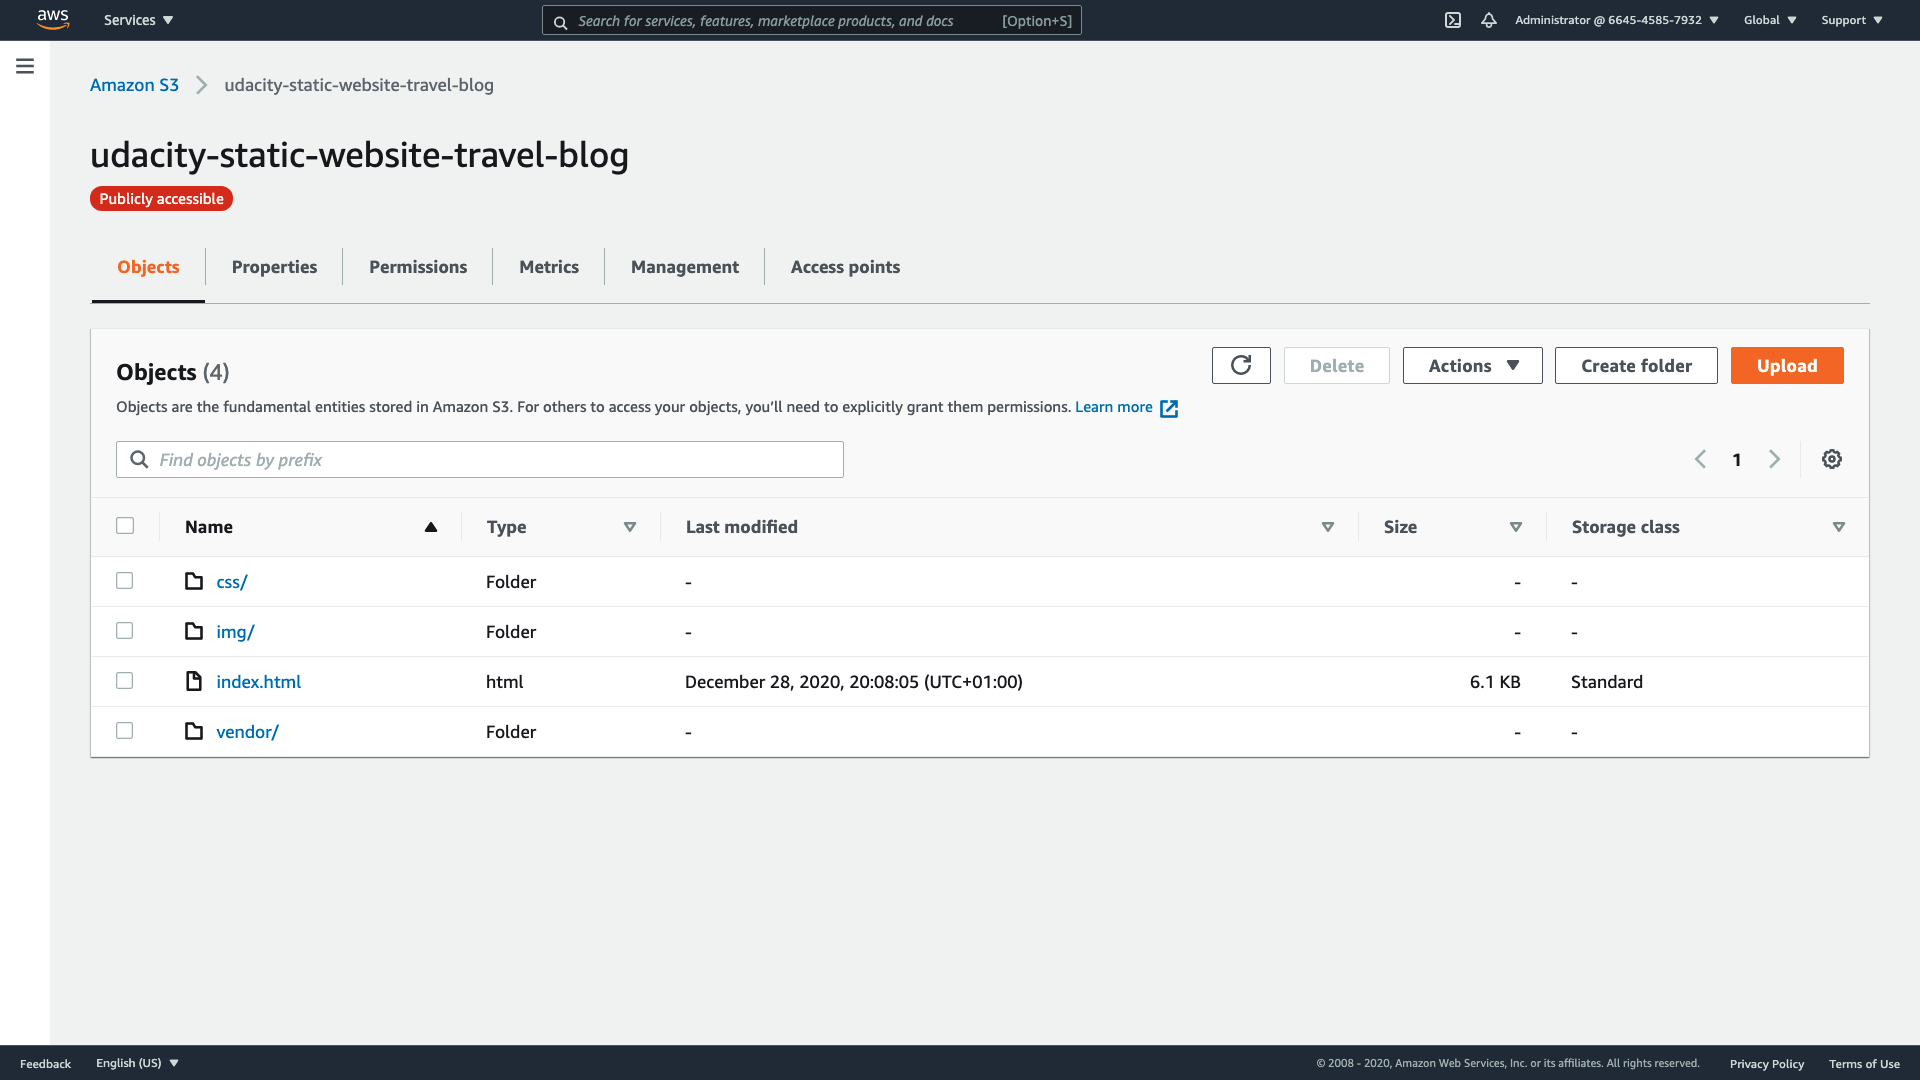 aws Services Search for services, features, marketplace products, and docs [Option+S] Administrator @ 6645-4585-7932 Global Support
Amazon S3 udacity-static-website-travel-blog
udacity-static-website-travel-blog
Publicly accessible
Objects Properties Permissions Metrics Management Access points
Objects (4) Delete Actions Create folder Upload
Objects are the fundamental entities stored in Amazon S3. For others to access your objects, you'll need to explicitly grant them permissions. Learn more
Find objects by prefix 1
Name Type Last modified Size Storage class
css/ Folder - - -
img/ Folder - - -
index.html html December 28, 2020, 20:08:05 (UTC+01:00) 6.1 KB Standard
vendor/ Folder - - -
Feedback English (US) © 2008 - 2020, Amazon Web Services, Inc. or its affiliates. All rights reserved. Privacy Policy Terms of Use